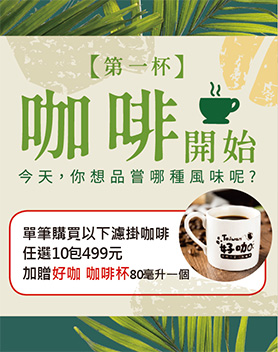 【第一杯】
咖啡開始
今天，你想品嘗哪種風味呢?
單筆購買以下濾掛咖啡
任選10包499元
加贈好咖 咖啡杯80毫升一個
Taiwan
好咖